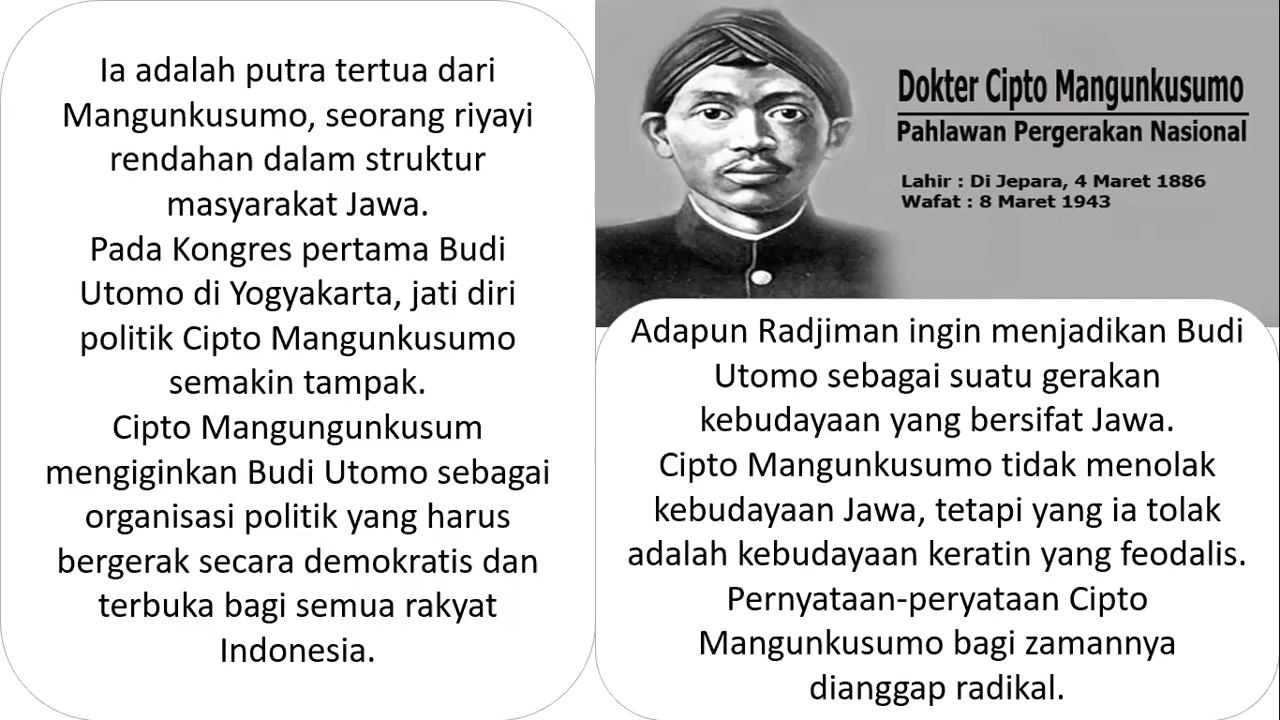 Ia adalah putra tertua dari
Mangunkusumo, seorang riyayi
rendahan dalam struktur
masyarakat Jawa.
Pada Kongres pertama Budi
Utomo di Yogyakarta, jati diri
politik Cipto Mangunkusumo
semakin tampak.
Cipto Mangungunkusum
mengiginkan Budi Utomo sebagai
organisasi politik yang harus
bergerak secara demokratis dan
terbuka bagi semua rakyat
Indonesia.
Dokter Cipto Mangunkusumo
Pahlawan Pergerakan Nasional
Lahir : Di Jepara, 4 Maret 1886
Wafat : 8 Maret 1943
Adapun Radjiman ingin menjadikan Budi
Utomo sebagai suatu gerakan
kebudayaan yang bersifat Jawa.
Cipto Mangunkusumo tidak menolak
kebudayaan Jawa, tetapi yang ia tolak
adalah kebudayaan keratin yang feodalis.
Pernyataan-peryataan Cipto
Mangunkusumo bagi zamannya
dianggap radikal.